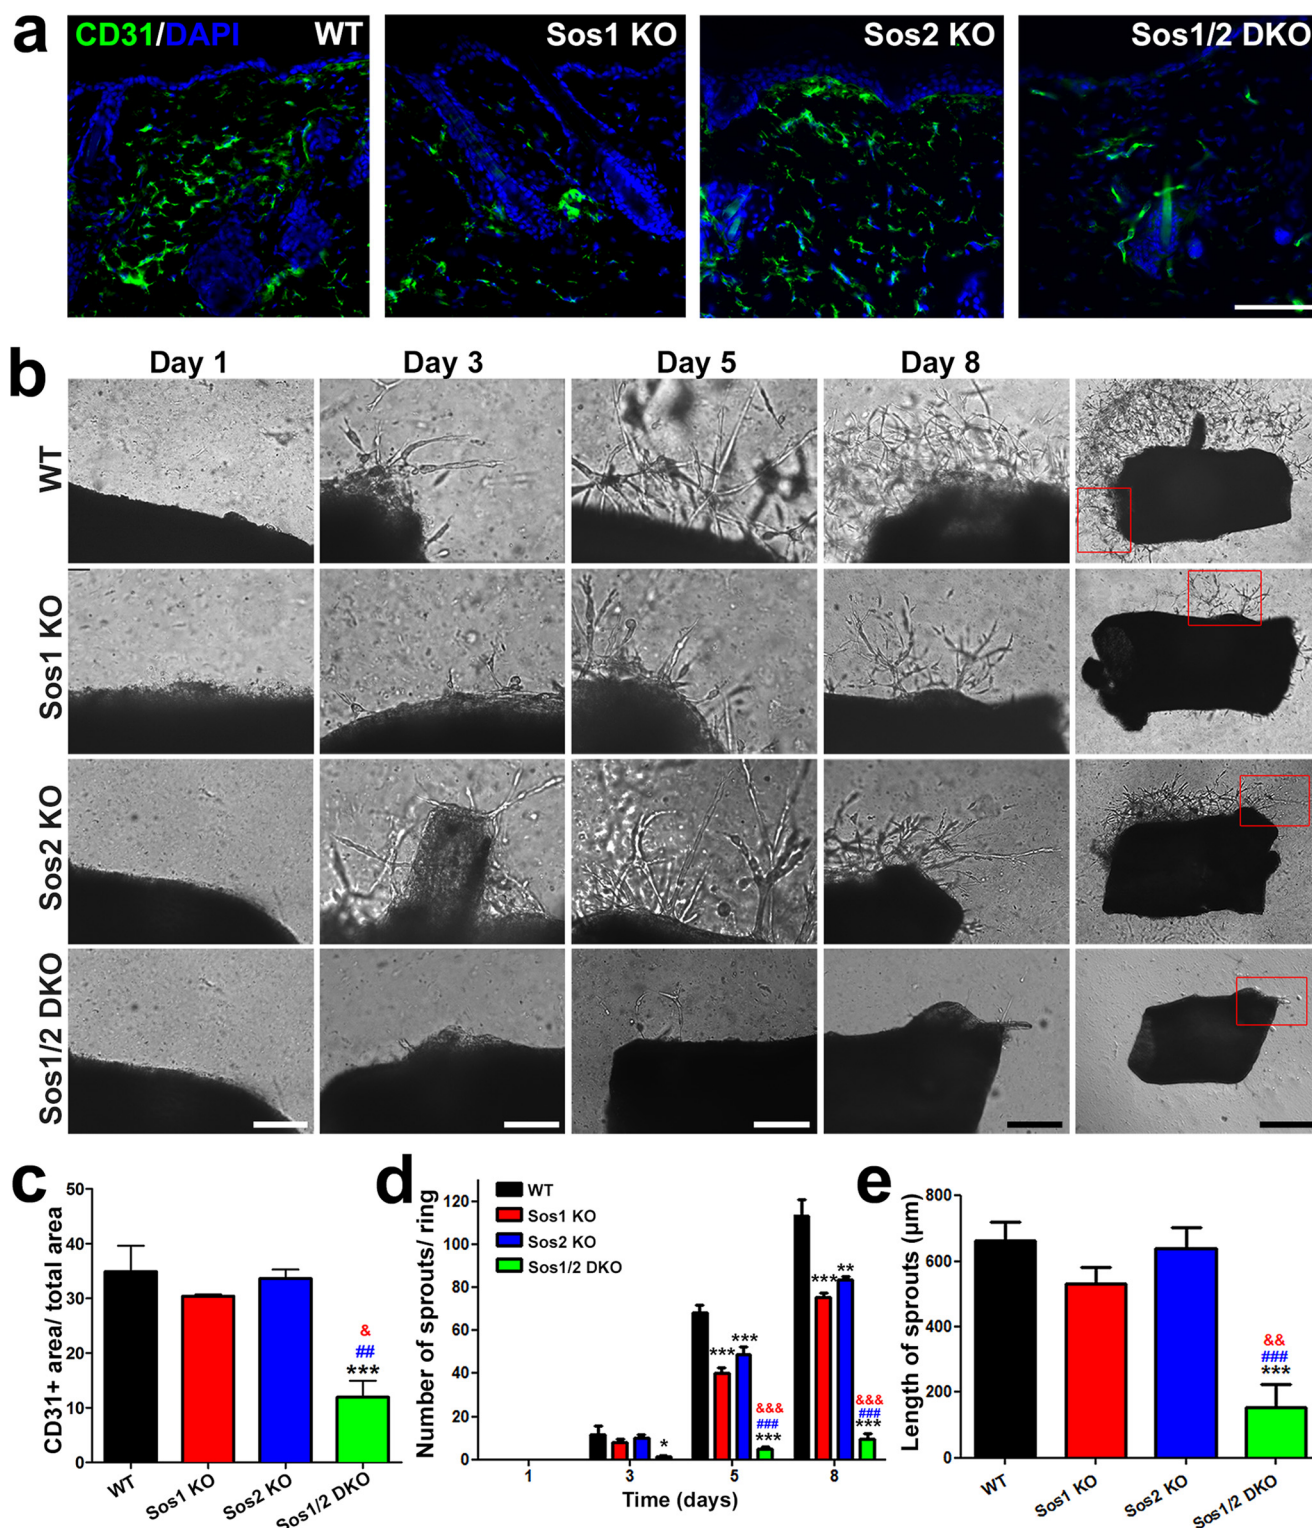 a
CD31/DAPI WT
Sos1 KO
Sos2 KO
Sos1/2 DKO
b
Day 1
Day 3
Day 5
Day 8
WT
Sos1 KO
Sos2 KO
Sos1/2 DKO
c
CD31+ area/ total area
50
40
30
20
10
0
&
##
***
WT
Sos1 KO
Sos2 KO
Sos1/2 DKO
d
Number of sprouts/ ring
120
100
80
60
40
20
0
WT
Sos1 KO
Sos2 KO
Sos1/2 DKO
*
***
***
&&&
###
***
***
**
&&&
###
***
1
3
5
8
Time (days)
e
Length of sprouts (µm)
800
600
400
200
0
&&
###
***
WT
Sos1 KO
Sos2 KO
Sos1/2 DKO